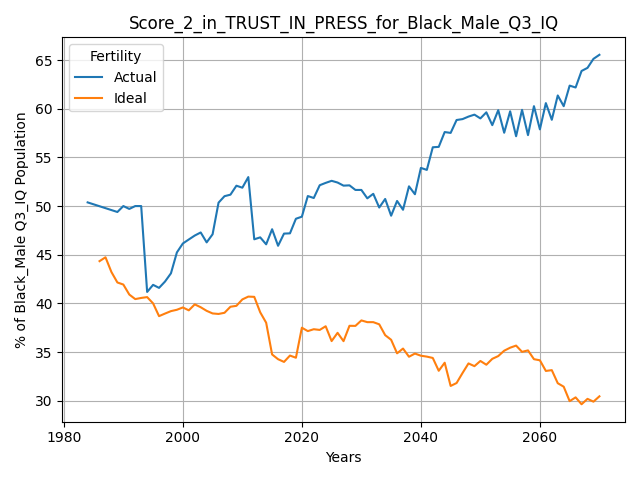 Score_2_in_TRUST_IN_PRESS_for_Black_Male_Q3_IQ
Fertility
Actual
Ideal
% of Black_Male Q3_IQ Population
65
60
55
50
45
40
35
30
1980
2000
2020
2040
2060
Years